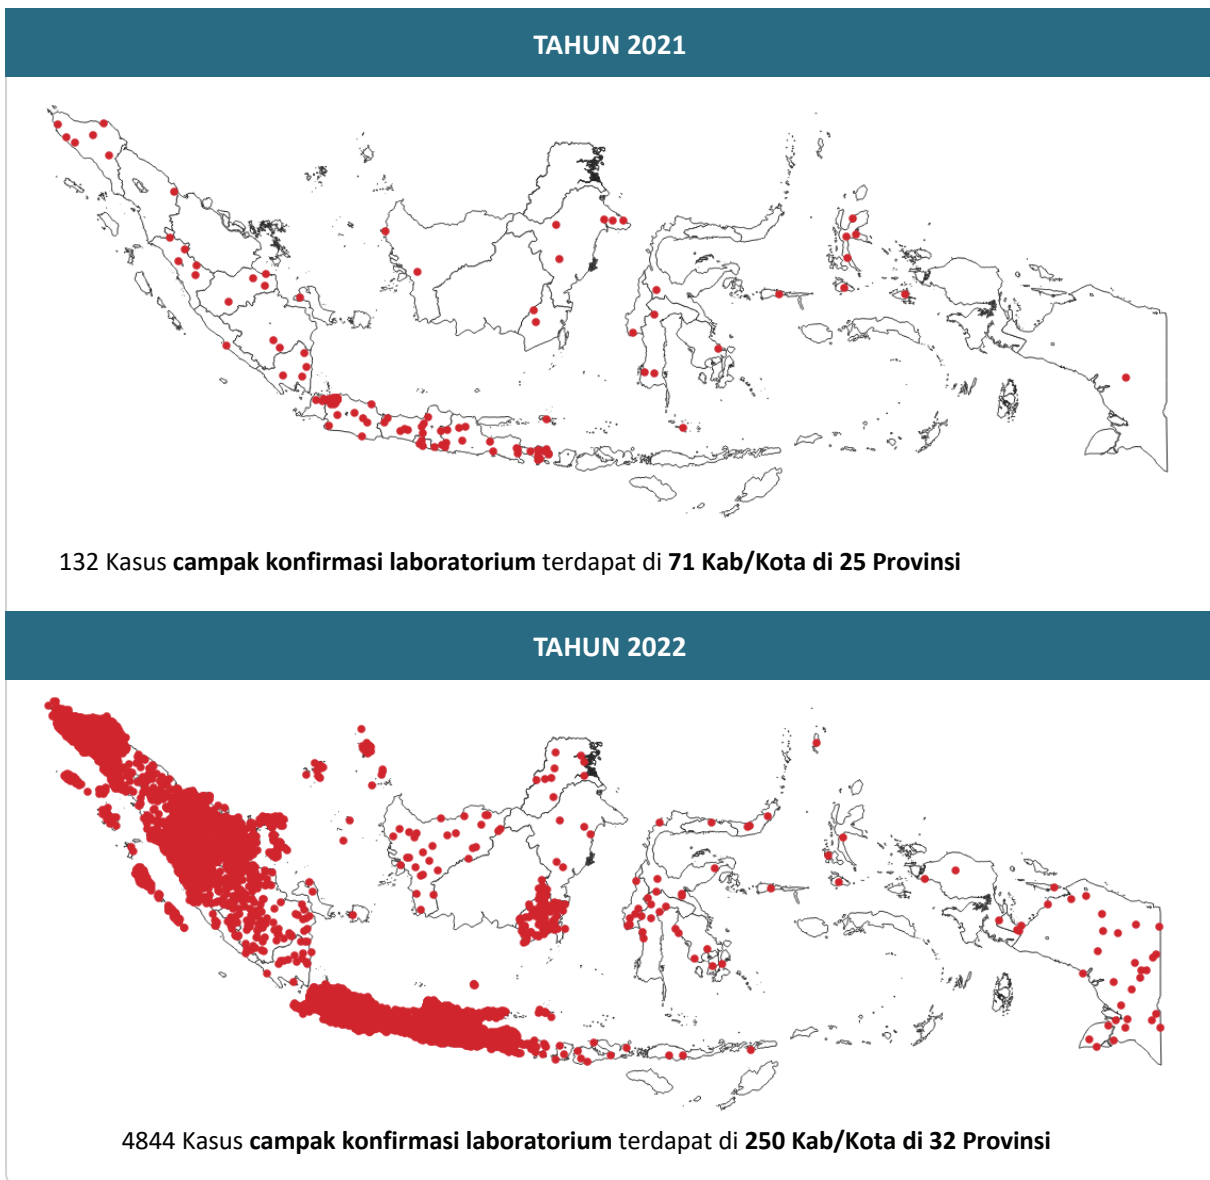 TAHUN 2021
132 Kasus campak konfirmasi laboratorium terdapat di 71 Kab/Kota di 25 Provinsi
TAHUN 2022
4844 Kasus campak konfirmasi laboratorium terdapat di 250 Kab/Kota di 32 Provinsi